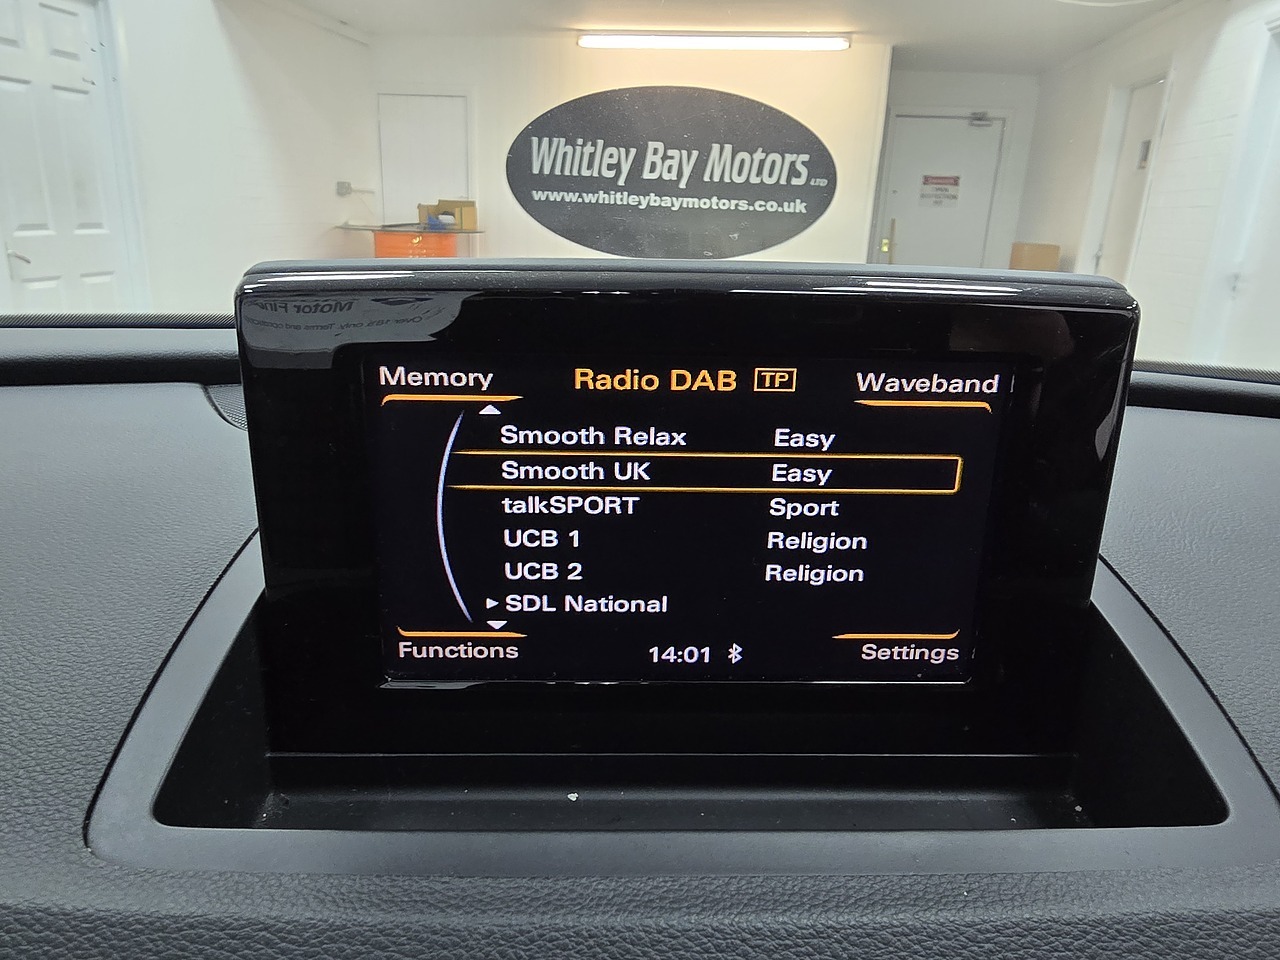 Whitley Bay Motors LTD
www.whitleybaymotors.co.uk
Memory Radio DAB TP Waveband
Smooth Relax Easy
Smooth UK Easy
talkSPORT Sport
UCB 1 Religion
UCB 2 Religion
SDL National
Functions 14:01 Settings